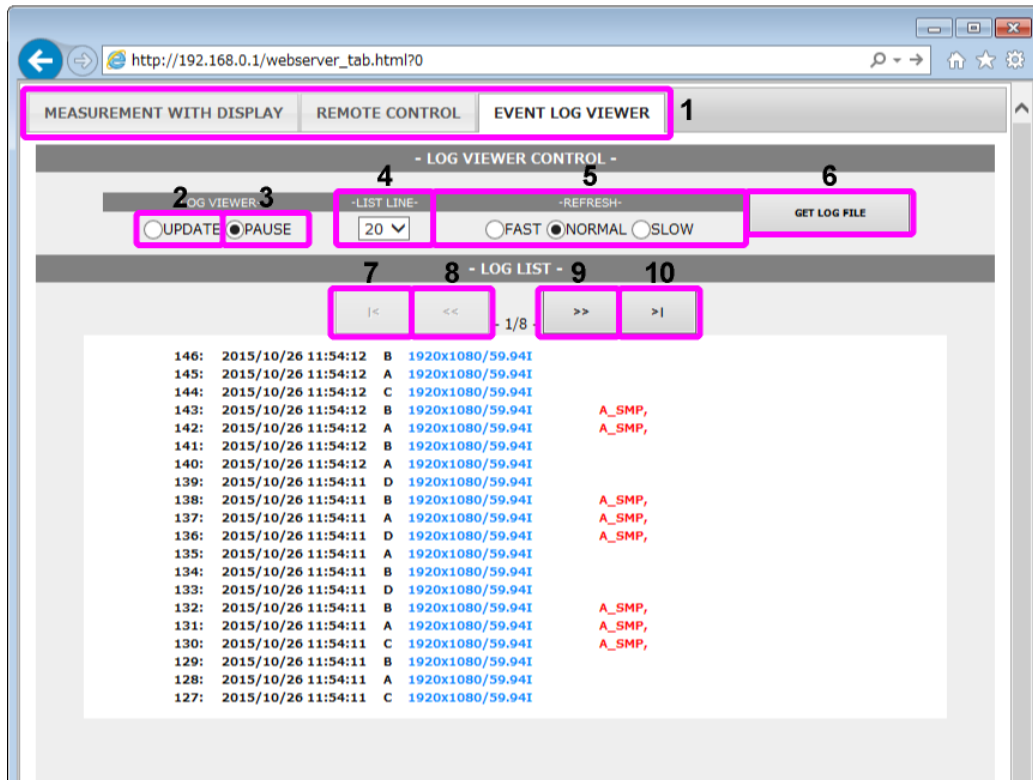 http://192.168.0.1/webserver_tab.html?0
MEASUREMENT WITH DISPLAY REMOTE CONTROL EVENT LOG VIEWER 1
- LOG VIEWER CONTROL -
2 3 4 5 6
-LOG VIEWER- -LIST LINE- -REFRESH- GET LOG FILE
UPDATE PAUSE 20 FAST NORMAL SLOW
- LOG LIST -
7 8 9 10
|< << - 1/8 - >> >|
146: 2015/10/26 11:54:12 B 1920x1080/59.94I
145: 2015/10/26 11:54:12 A 1920x1080/59.94I
144: 2015/10/26 11:54:12 C 1920x1080/59.94I
143: 2015/10/26 11:54:12 B 1920x1080/59.94I A_SMP,
142: 2015/10/26 11:54:12 A 1920x1080/59.94I A_SMP,
141: 2015/10/26 11:54:12 B 1920x1080/59.94I
140: 2015/10/26 11:54:12 A 1920x1080/59.94I
139: 2015/10/26 11:54:11 D 1920x1080/59.94I
138: 2015/10/26 11:54:11 B 1920x1080/59.94I A_SMP,
137: 2015/10/26 11:54:11 A 1920x1080/59.94I A_SMP,
136: 2015/10/26 11:54:11 D 1920x1080/59.94I A_SMP,
135: 2015/10/26 11:54:11 A 1920x1080/59.94I
134: 2015/10/26 11:54:11 B 1920x1080/59.94I
133: 2015/10/26 11:54:11 D 1920x1080/59.94I
132: 2015/10/26 11:54:11 B 1920x1080/59.94I A_SMP,
131: 2015/10/26 11:54:11 A 1920x1080/59.94I A_SMP,
130: 2015/10/26 11:54:11 C 1920x1080/59.94I A_SMP,
129: 2015/10/26 11:54:11 B 1920x1080/59.94I
128: 2015/10/26 11:54:11 A 1920x1080/59.94I
127: 2015/10/26 11:54:11 C 1920x1080/59.94I